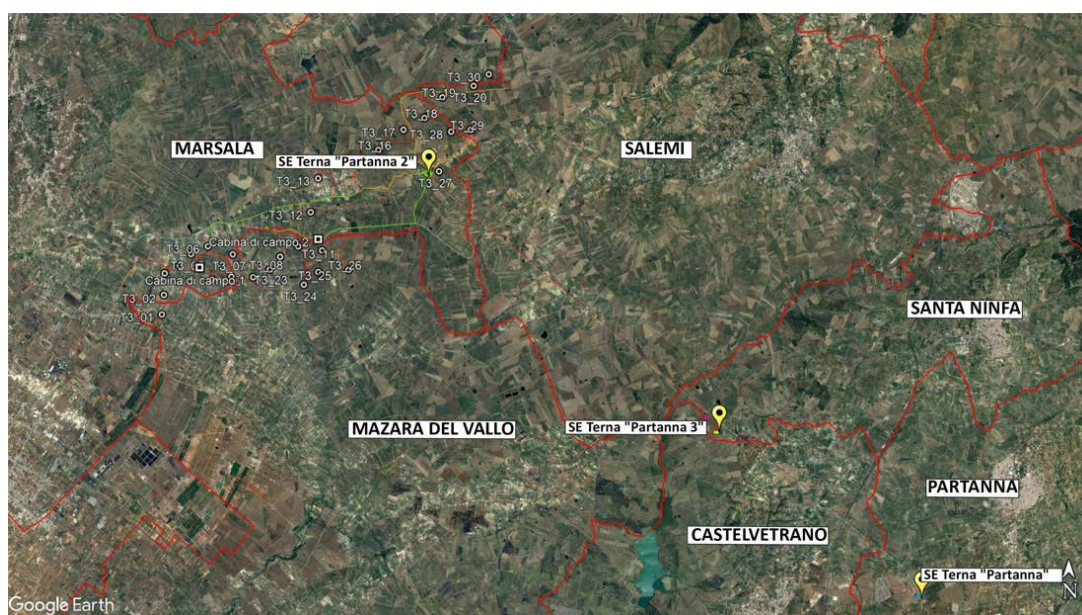 T3_30
T3_19
T3_20
T3_18
T3_17
T3_28
T3_29
MARSALA
T3_16
SALEMI
SE Terna "Partanna 2"
T3_13
T3_27
T3_12
T3_06
Cabina di campo 2
T3_11
T3_07
T3_08
T3_26
Cabina di campo 1
T3_23
T3_25
T3_24
T3_02
T3_01
SANTA NINFA
MAZARA DEL VALLO
SE Terna "Partanna 3"
PARTANNA
CASTELVETRANO
SE Terna "Partanna"
N
Google Earth